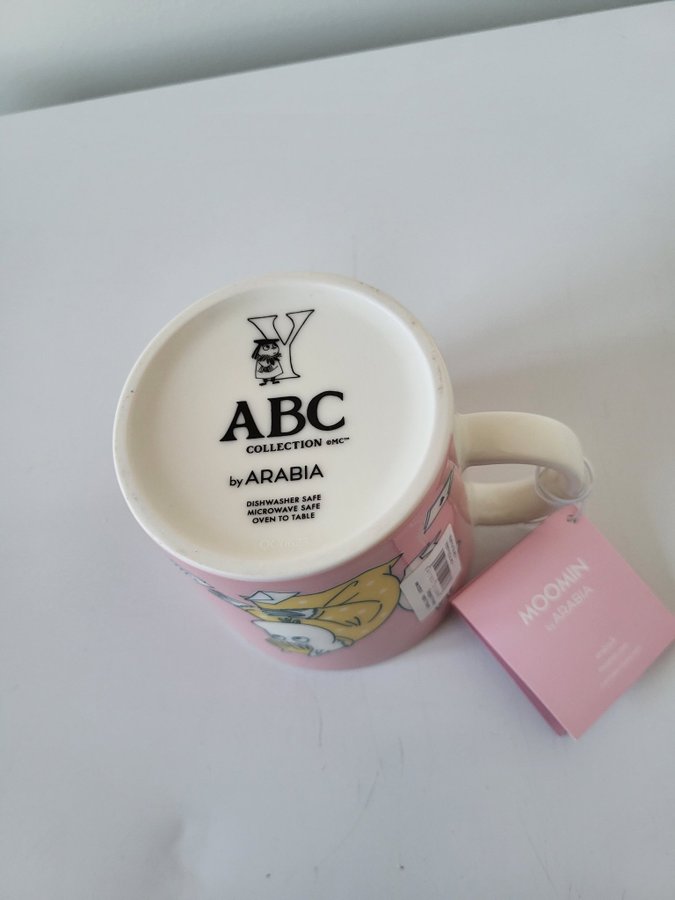 Y
ABC
COLLECTION ©MC™
by ARABIA
DISHWASHER SAFE
MICROWAVE SAFE
OVEN TO TABLE
MOOMIN
by ARABIA